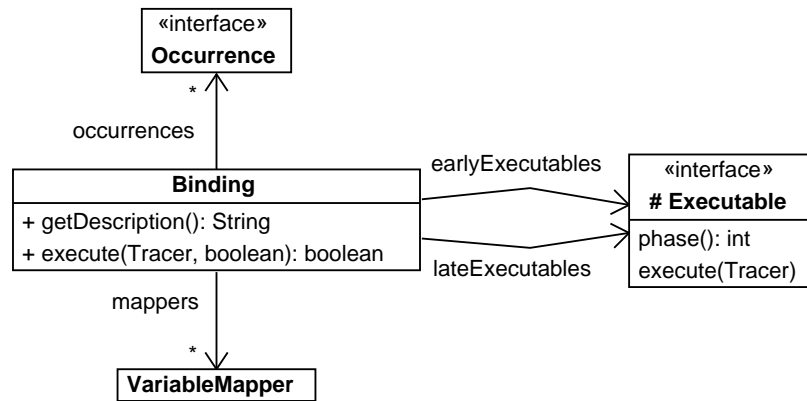 «interface»
Occurrence
*
occurrences
Binding
+ getDescription(): String
+ execute(Tracer, boolean): boolean
earlyExecutables
lateExecutables
«interface»
# Executable
phase(): int
execute(Tracer)
mappers
*
VariableMapper